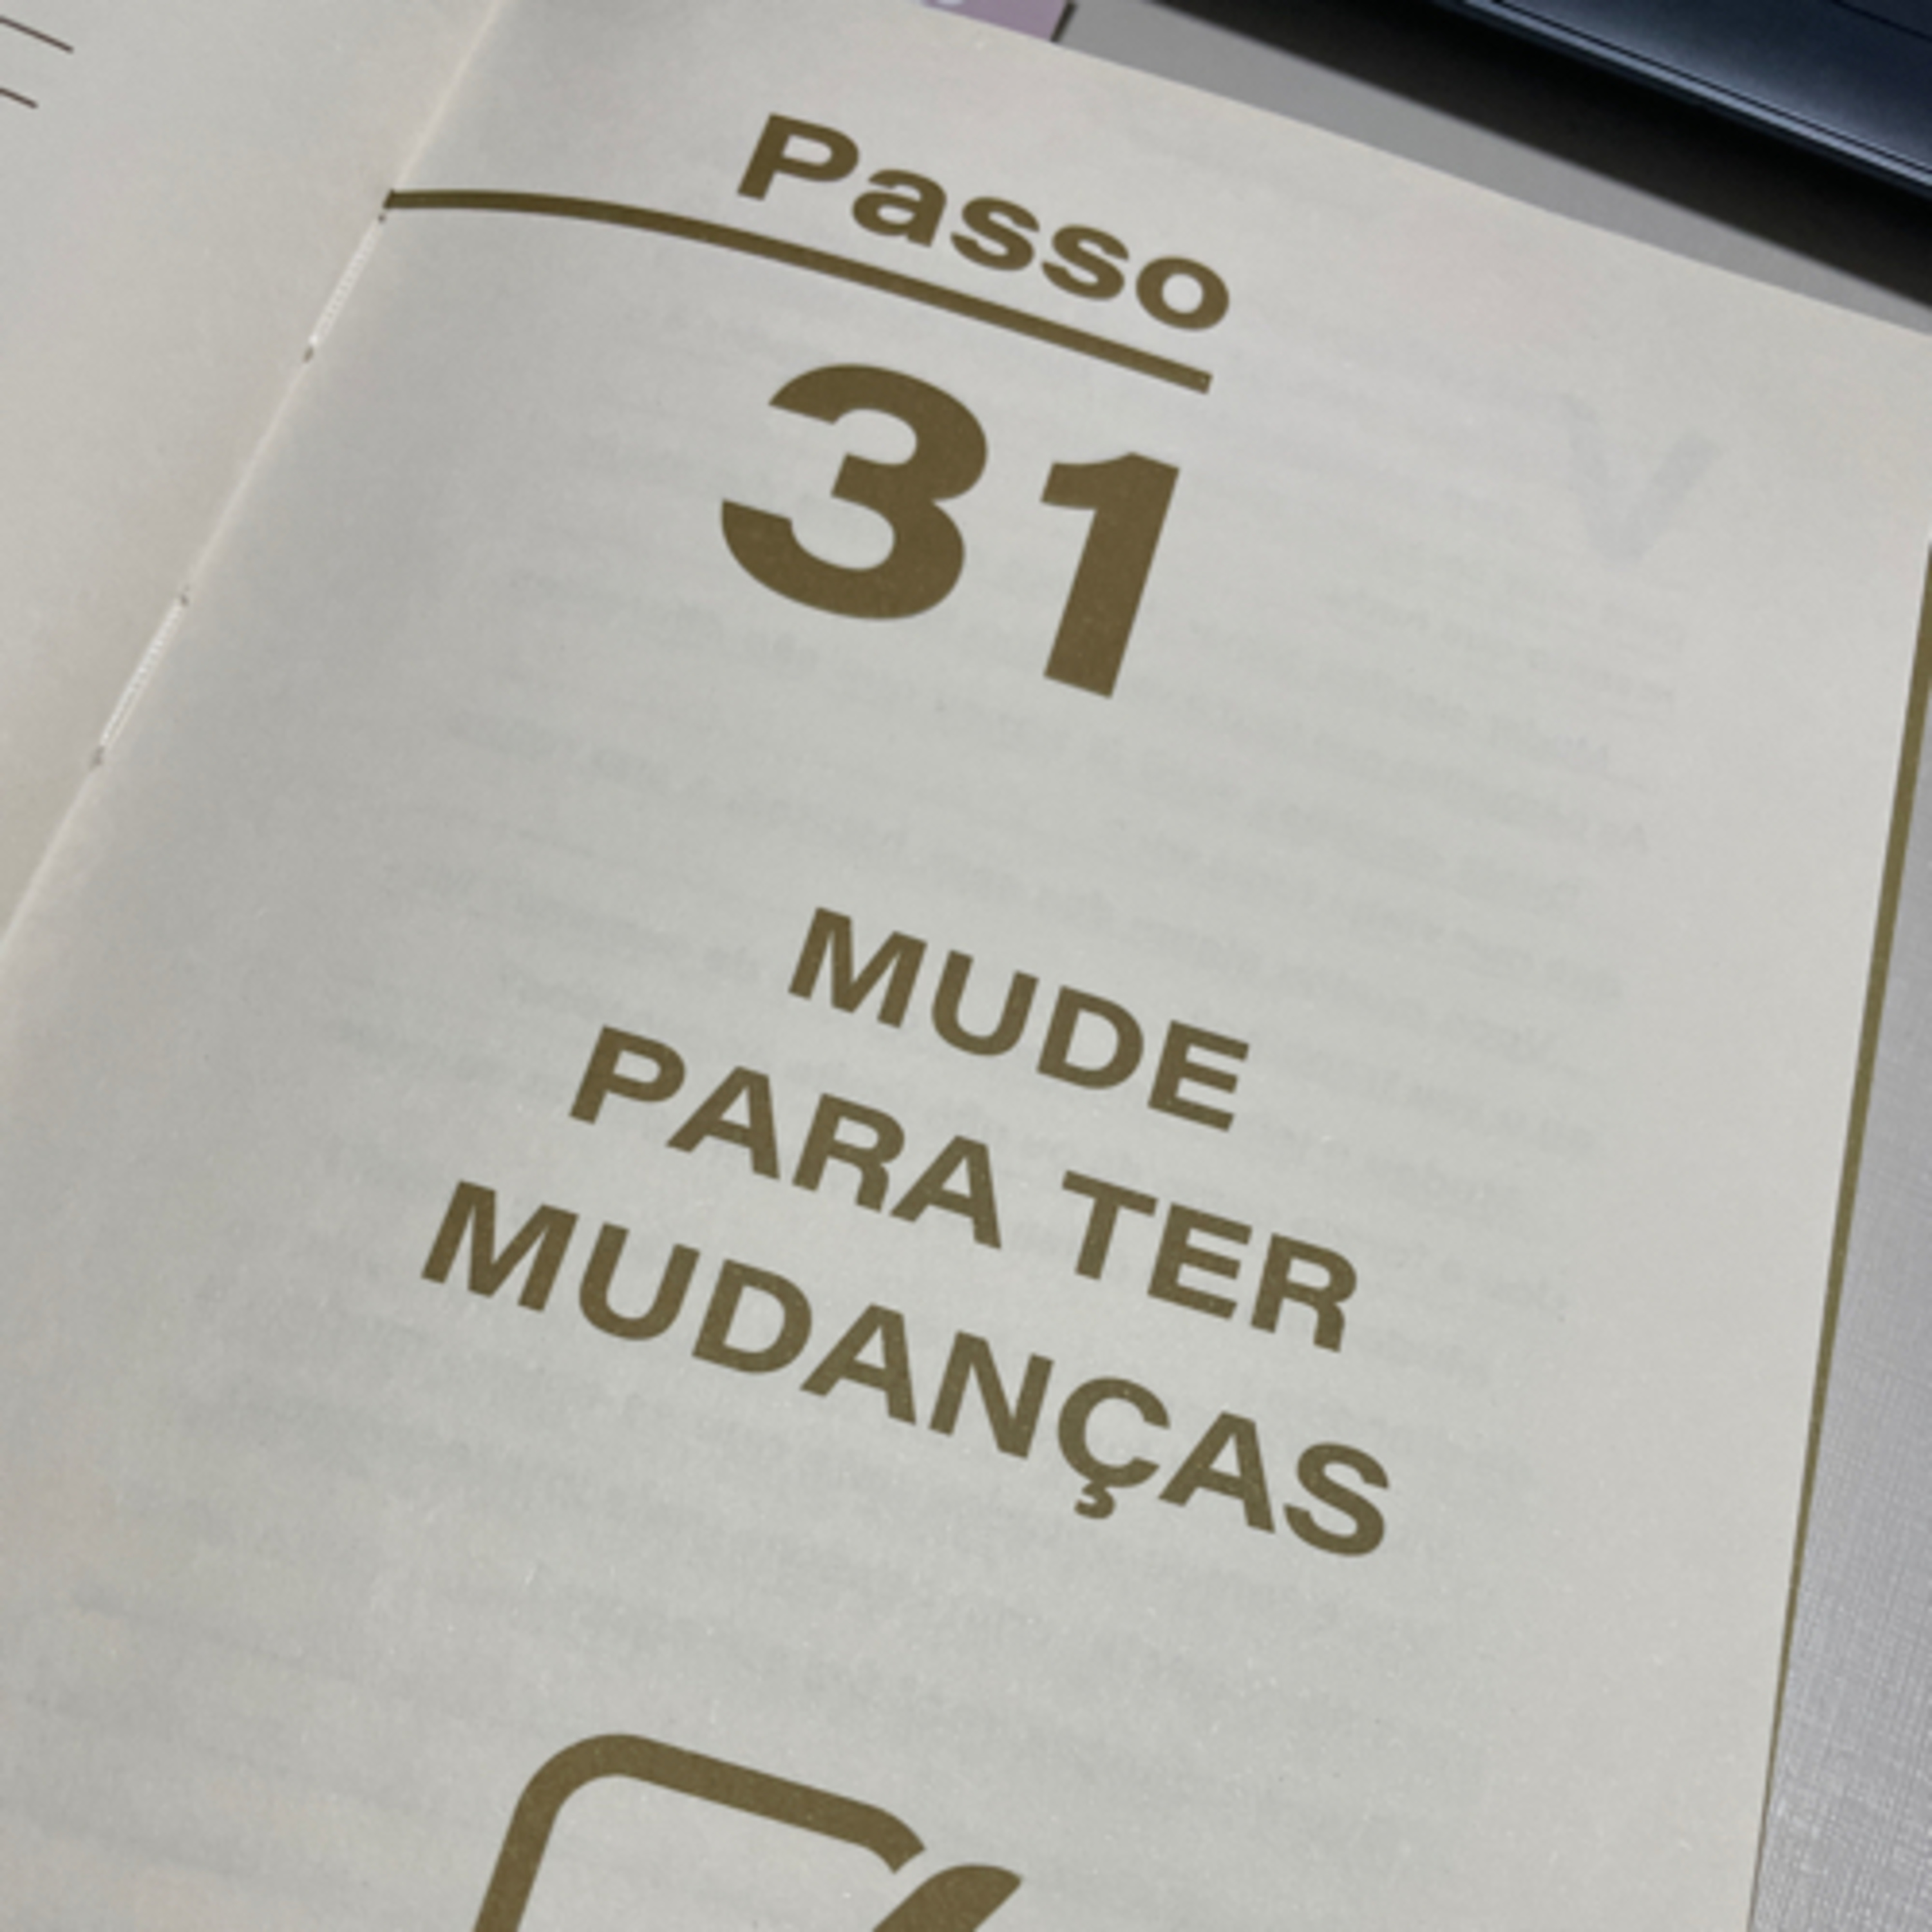 Passo
31
MUDE
PARA TER
MUDANÇAS